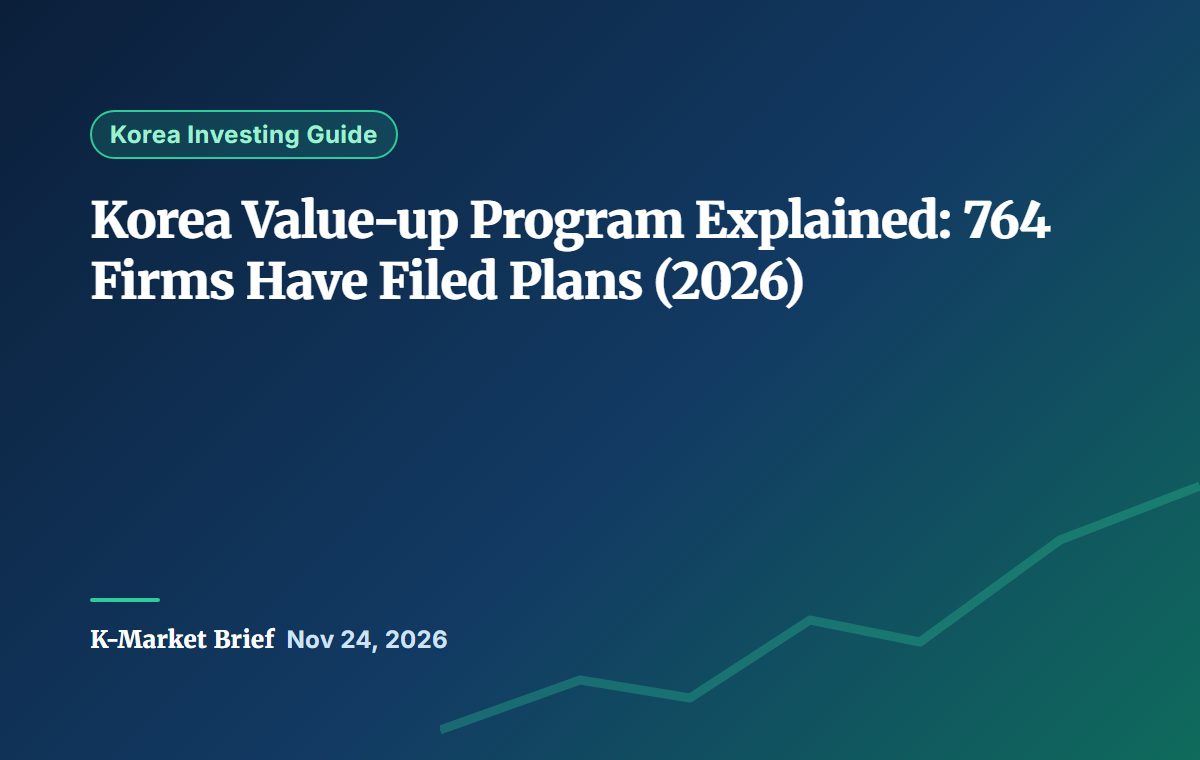 Korea Investing Guide
Korea Value-up Program Explained: 764
Firms Have Filed Plans (2026)
K-Market Brief Nov 24, 2026